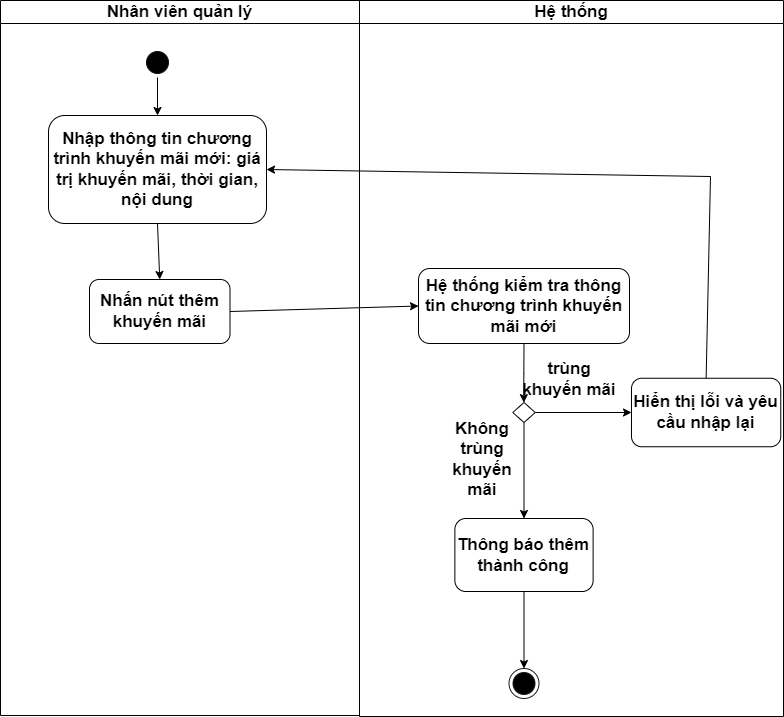 Nhân viên quản lý
Hệ thống
Nhập thông tin chương
trình khuyến mãi mới: giá
trị khuyến mãi, thời gian,
nội dung
Nhấn nút thêm
khuyến mãi
Hệ thống kiểm tra thông
tin chương trình khuyến
mãi mới
trùng
khuyến mãi
Hiển thị lỗi và yêu
cầu nhập lại
Không
trùng
khuyến
mãi
Thông báo thêm
thành công